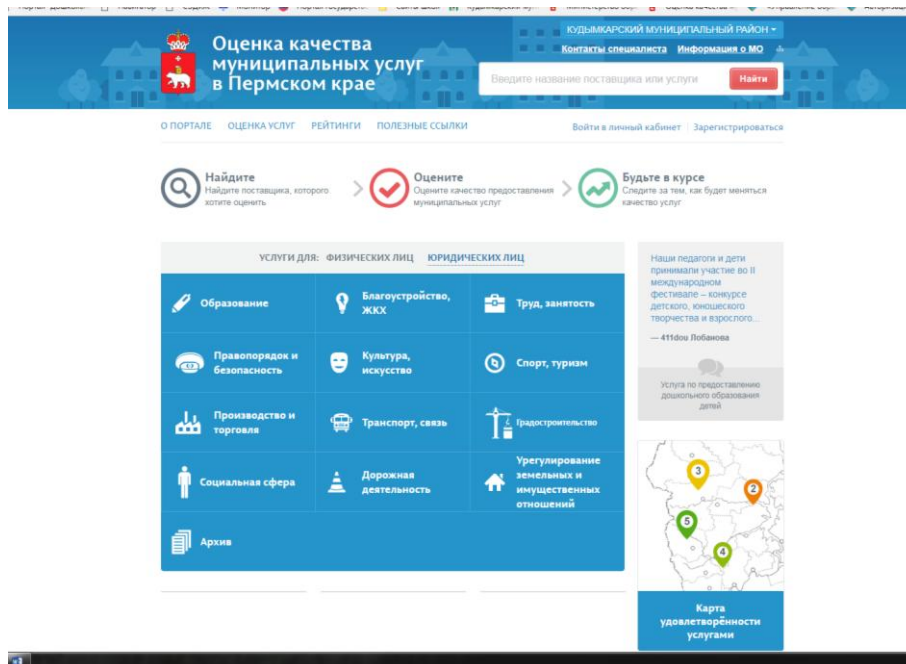 КУДЫМКАРСКИЙ МУНИЦИПАЛЬНЫЙ РАЙОН
Контакты специалиста Информация о МО
Оценка качества
муниципальных услуг
в Пермском крае
Введите название поставщика или услуги
Найти
О ПОРТАЛЕ ОЦЕНКА УСЛУГ РЕЙТИНГИ ПОЛЕЗНЫЕ ССЫЛКИ
Войти в личный кабинет Зарегистрироваться
Найдите
Найдите поставщика, которого
хотите оценить
Оцените
Оцените качество предоставления
муниципальных услуг
Будьте в курсе
Следите за тем, как будет меняться
качество услуг
УСЛУГИ ДЛЯ: ФИЗИЧЕСКИХ ЛИЦ ЮРИДИЧЕСКИХ ЛИЦ
Образование
Благоустройство,
ЖКХ
Труд, занятость
Правопорядок и
безопасность
Культура,
искусство
Спорт, туризм
Производство и
торговля
Транспорт, связь
Градостроительство
Социальная сфера
Дорожная
деятельность
Урегулирование
земельных и
имущественных
отношений
Архив
Наши педагоги и дети
принимали участие во II
международном
фестивале – конкурсе
детского, юношеского
творчества и взрослого...
— 411dou Лобанова
Услуга по предоставлению
дошкольного образования
детей
3
2
5
4
Карта
удовлетворённости
услугами